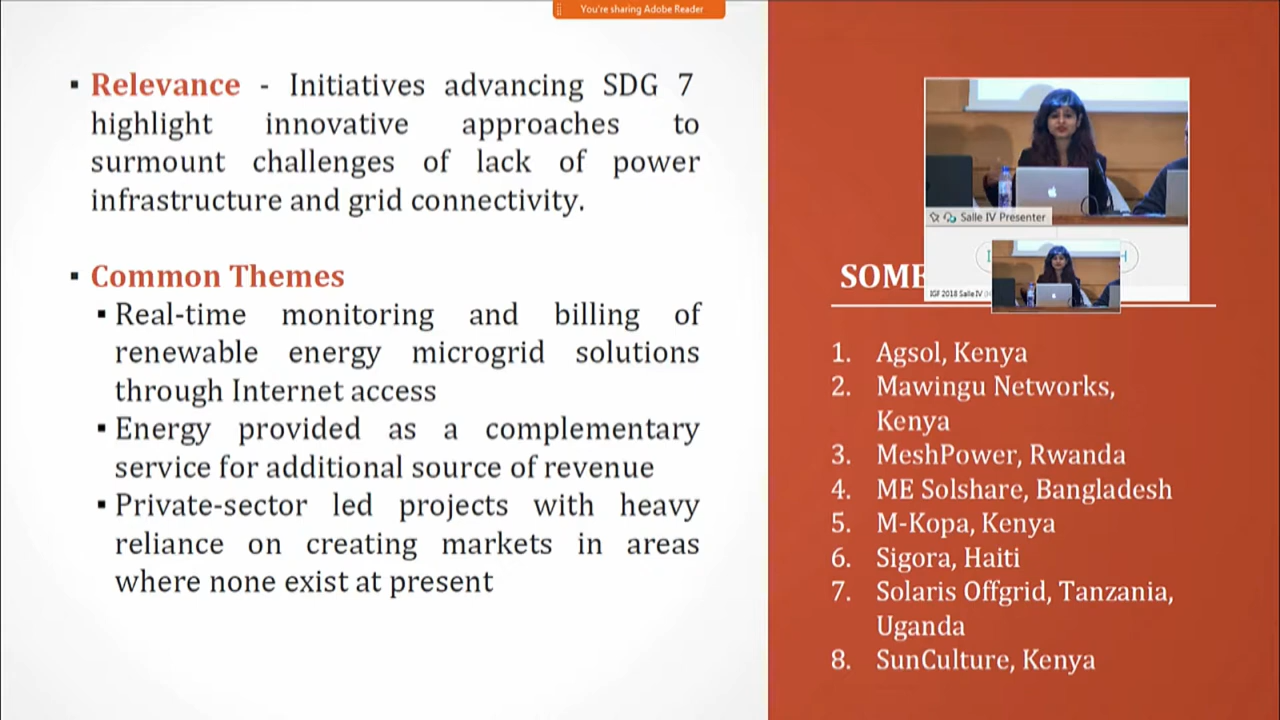 You're sharing Adobe Reader
▪ Relevance - Initiatives advancing SDG 7
highlight innovative approaches to
surmount challenges of lack of power
infrastructure and grid connectivity.
▪ Common Themes
▪ Real-time monitoring and billing of
renewable energy microgrid solutions
through Internet access
▪ Energy provided as a complementary
service for additional source of revenue
▪ Private-sector led projects with heavy
reliance on creating markets in areas
where none exist at present
Salle IV Presenter
IGF 2018 Salle IV
SOME
1. Agsol, Kenya
2. Mawingu Networks,
Kenya
3. MeshPower, Rwanda
4. ME Solshare, Bangladesh
5. M-Kopa, Kenya
6. Sigora, Haiti
7. Solaris Offgrid, Tanzania,
Uganda
8. SunCulture, Kenya